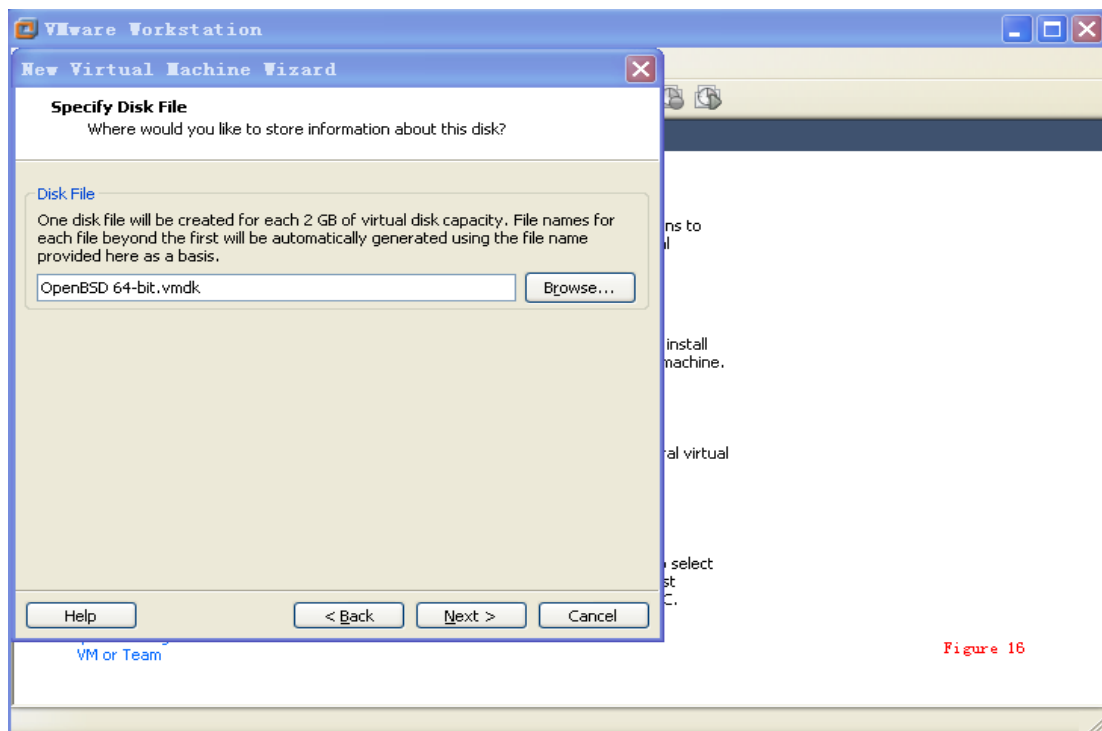 VMware Workstation
New Virtual Machine Wizard
Specify Disk File
Where would you like to store information about this disk?
Disk File
One disk file will be created for each 2 GB of virtual disk capacity. File names for
each file beyond the first will be automatically generated using the file name
provided here as a basis.
OpenBSD 64-bit.vmdk
Browse...
ns to
install
machine.
al virtual
select
st
C.
Help
< Back
Next >
Cancel
VM or Team
Figure 16